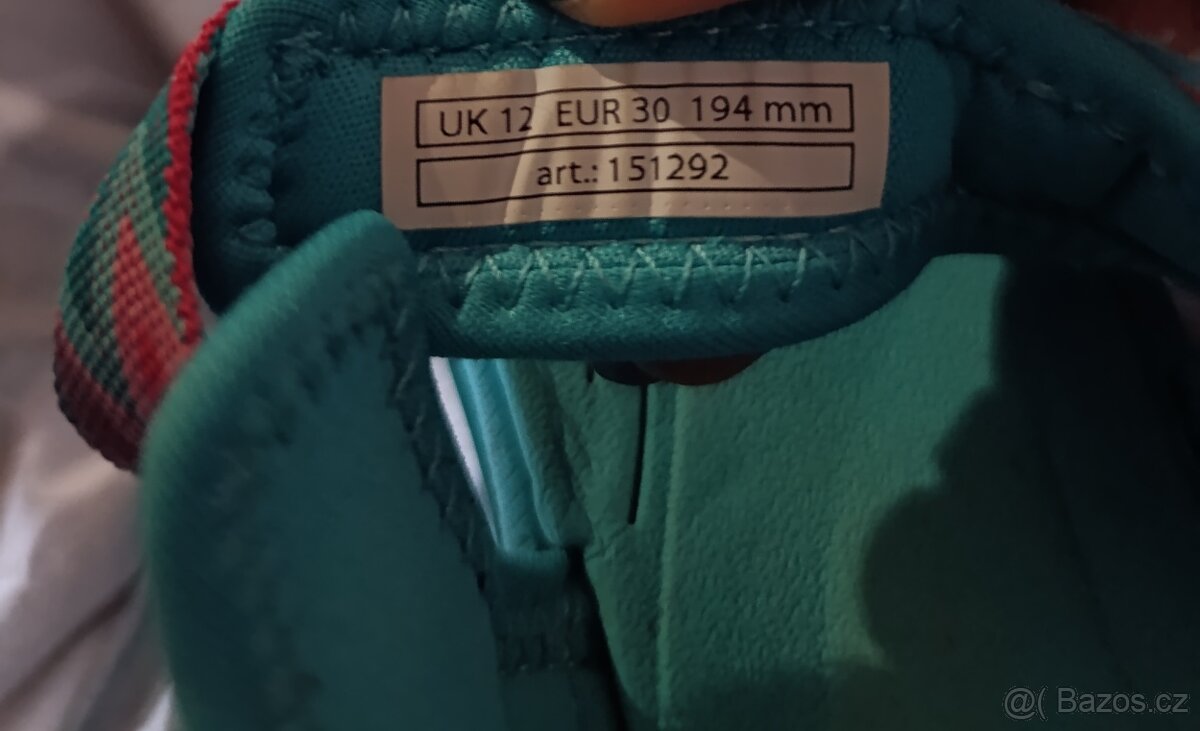 UK 12 EUR 30 194 mm
art.: 151292
@( Bazos.cz